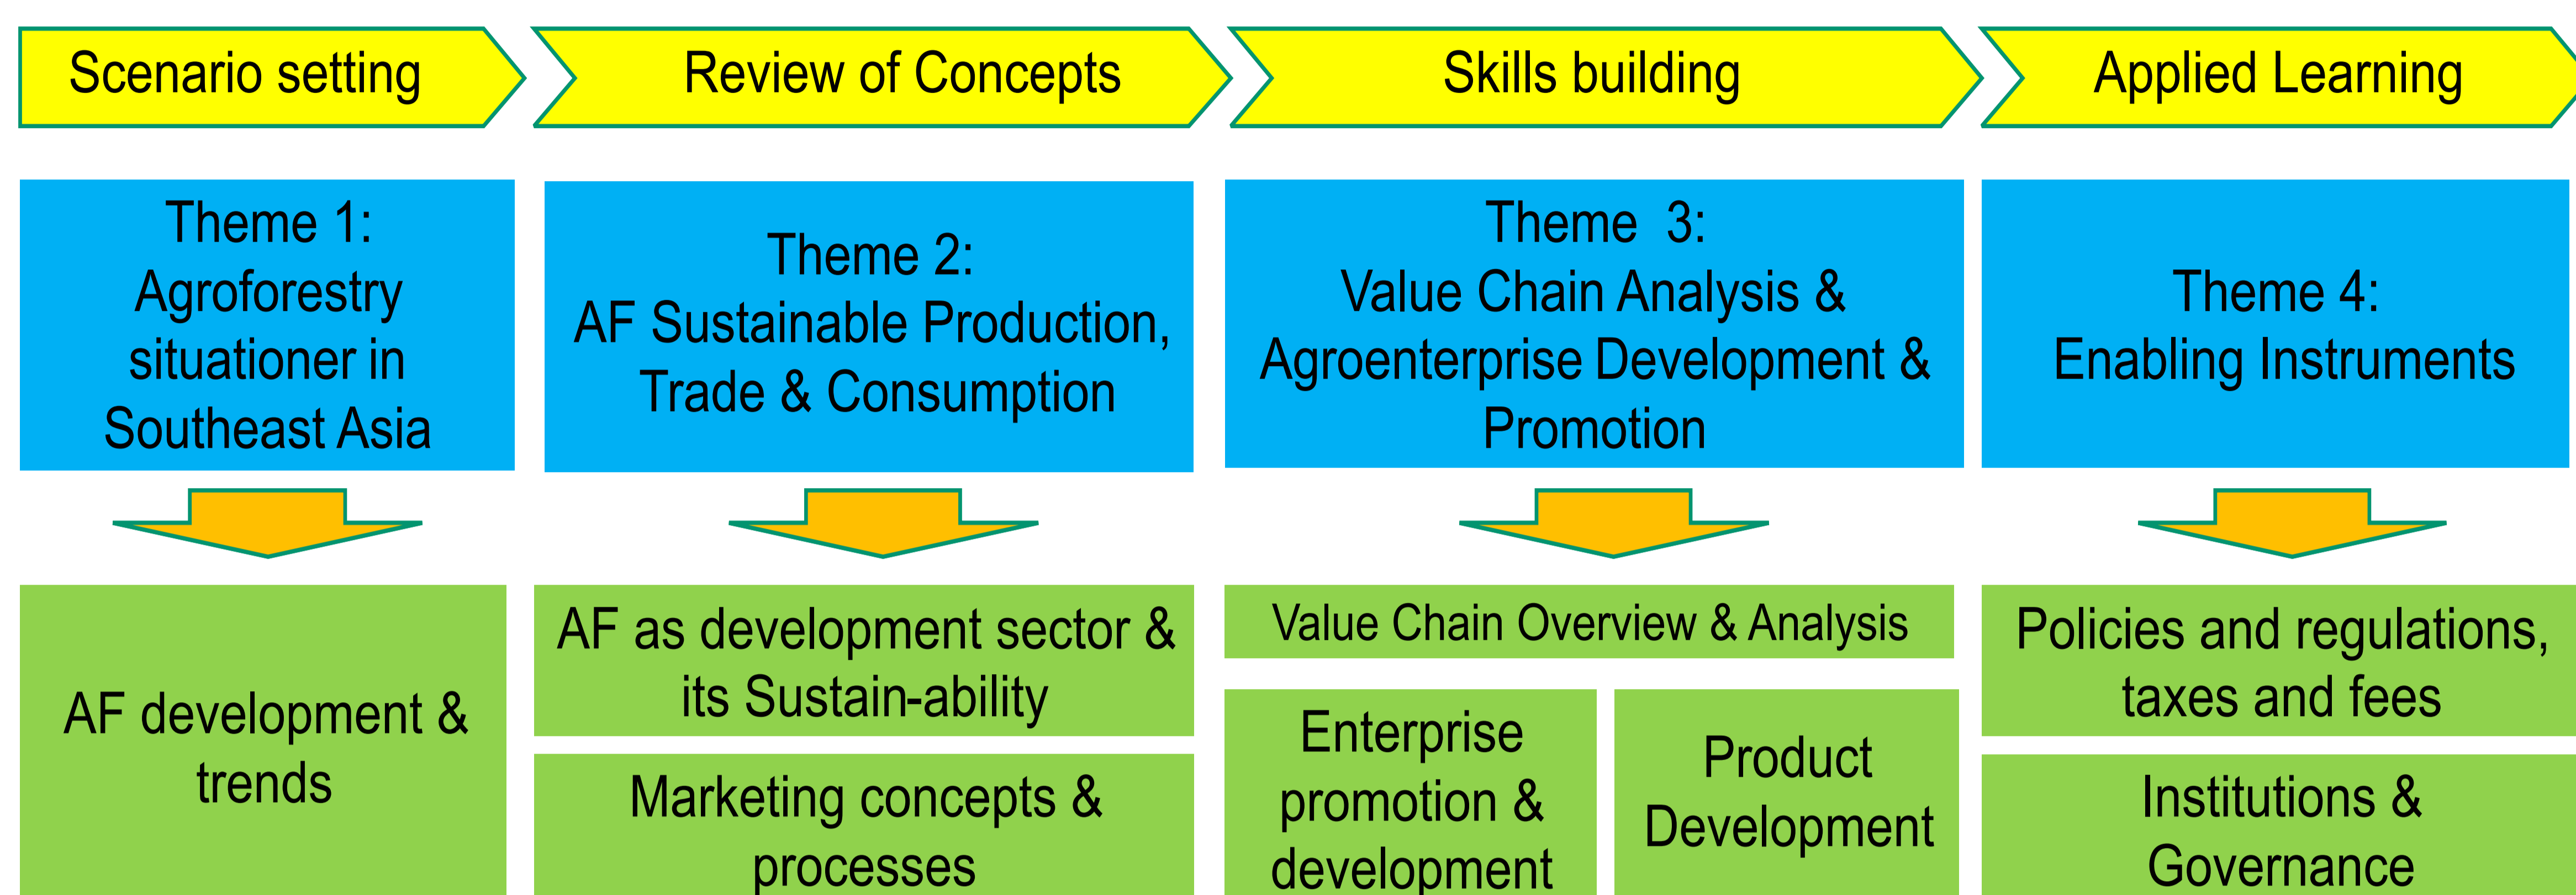 Scenario setting
Review of Concepts
Skills building
Applied Learning
Theme 1:
Agroforestry
situationer in
Southeast Asia
Theme 2:
AF Sustainable Production,
Trade & Consumption
Theme 3:
Value Chain Analysis &
Agroenterprise Development &
Promotion
Theme 4:
Enabling Instruments
AF development &
trends
AF as development sector &
its Sustain-ability
Marketing concepts &
processes
Value Chain Overview & Analysis
Enterprise
promotion &
development
Product
Development
Policies and regulations,
taxes and fees
Institutions &
Governance